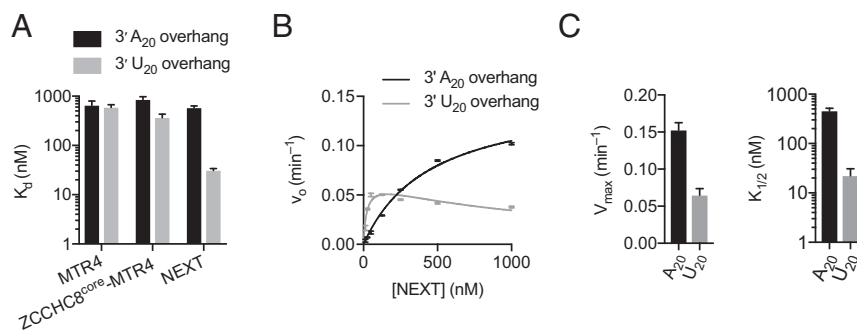 A
3′ A20 overhang
3′ U20 overhang
1000
100
10
1
Kd (nM)
MTR4
ZCCHC8core-MTR4
NEXT
B
3′ A20 overhang
3′ U20 overhang
0.15
0.10
0.05
0.00
vo (min−1)
0
500
1000
[NEXT] (nM)
C
0.20
0.15
0.10
0.05
0.00
Vmax (min−1)
A20
U20
1000
100
10
1
K1/2 (nM)
A20
U20